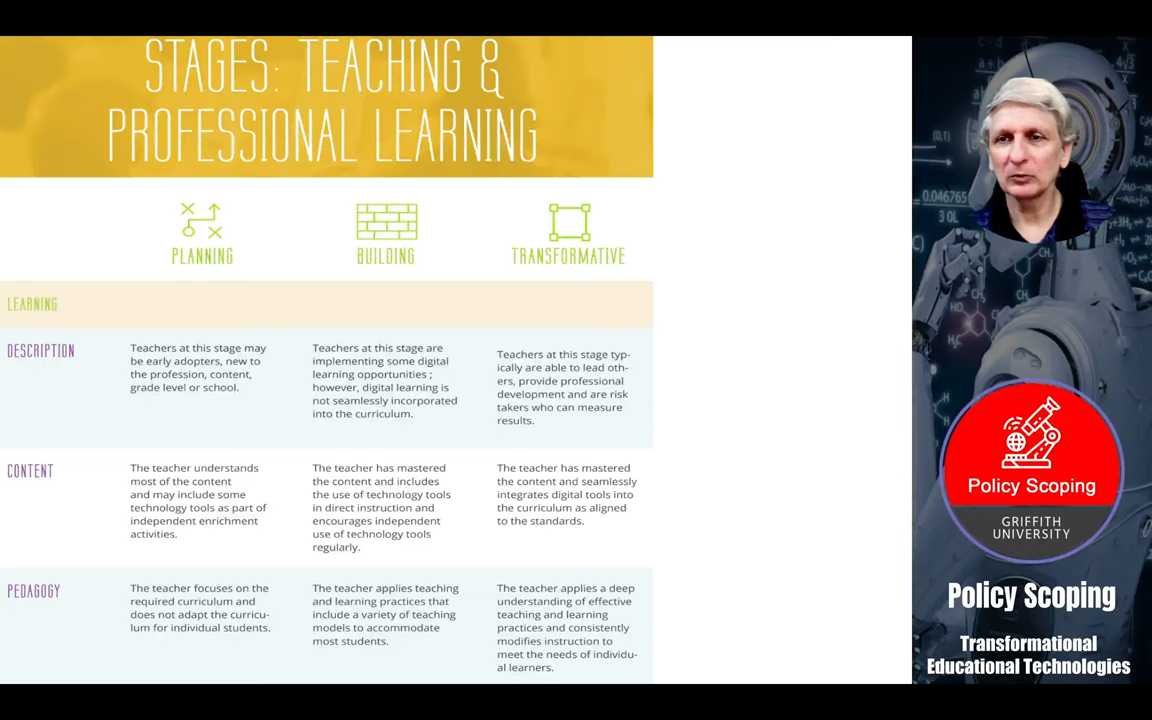 STAGES: TEACHING &
PROFESSIONAL LEARNING
PLANNING
BUILDING
TRANSFORMATIVE
LEARNING
DESCRIPTION
Teachers at this stage may
be early adopters, new to
the profession, content,
grade level or school.
Teachers at this stage are
implementing some digital
learning opportunities ;
however, digital learning is
not seamlessly incorporated
into the curriculum.
Teachers at this stage typ-
ically are able to lead oth-
ers, provide professional
development and are risk
takers who can measure
results.
CONTENT
The teacher understands
most of the content
and may include some
technology tools as part of
independent enrichment
activities.
The teacher has mastered
the content and includes
the use of technology tools
in direct instruction and
encourages independent
use of technology tools
regularly.
The teacher has mastered
the content and seamlessly
integrates digital tools into
the curriculum as aligned
to the standards.
PEDAGOGY
The teacher focuses on the
required curriculum and
does not adapt the curricu-
lum for individual students.
The teacher applies teaching
and learning practices that
include a variety of teaching
models to accommodate
most students.
The teacher applies a deep
understanding of effective
teaching and learning
practices and consistently
modifies instruction to
meet the needs of individu-
al learners.
0.046765
3 0L
Policy Scoping
GRIFFITH
UNIVERSITY
Policy Scoping
Transformational
Educational Technologies